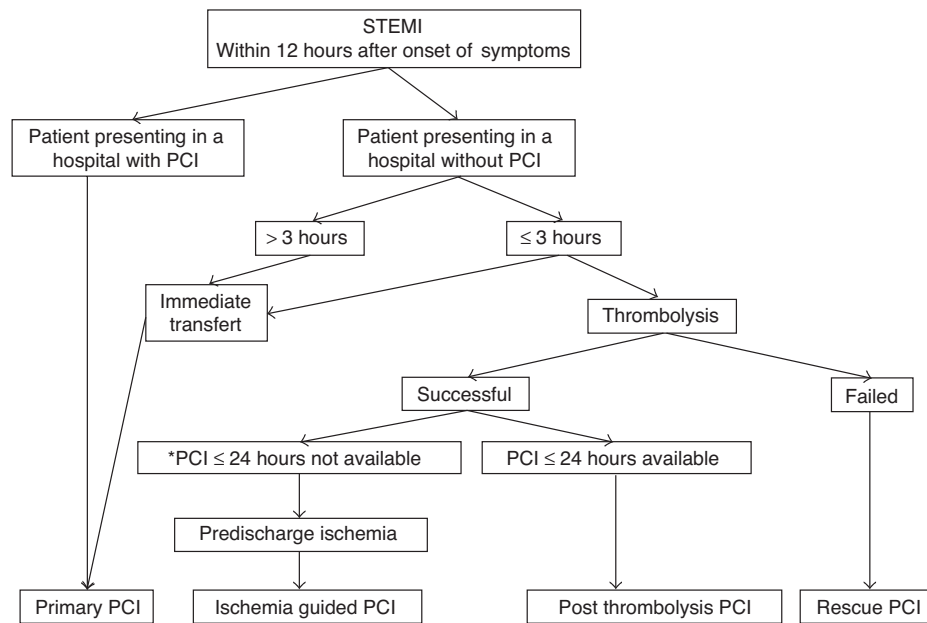 STEMI
Within 12 hours after onset of symptoms
Patient presenting in a
hospital with PCI
Patient presenting in a
hospital without PCI
> 3 hours
≤ 3 hours
Immediate
transfert
Thrombolysis
Successful
Failed
*PCI ≤ 24 hours not available
PCI ≤ 24 hours available
Predischarge ischemia
Primary PCI
Ischemia guided PCI
Post thrombolysis PCI
Rescue PCI